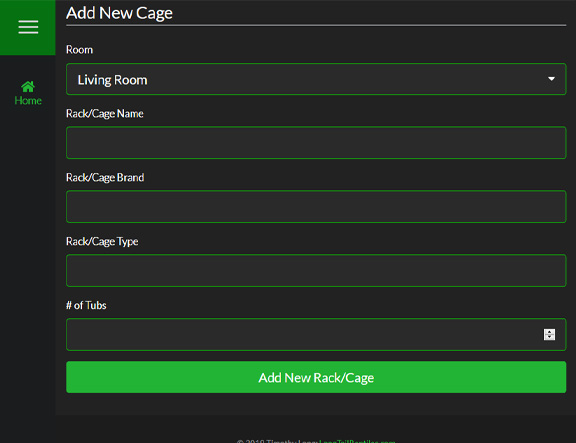 Add New Cage
Room
Living Room
Home
Rack/Cage Name
Rack/Cage Brand
Rack/Cage Type
# of Tubs
Add New Rack/Cage